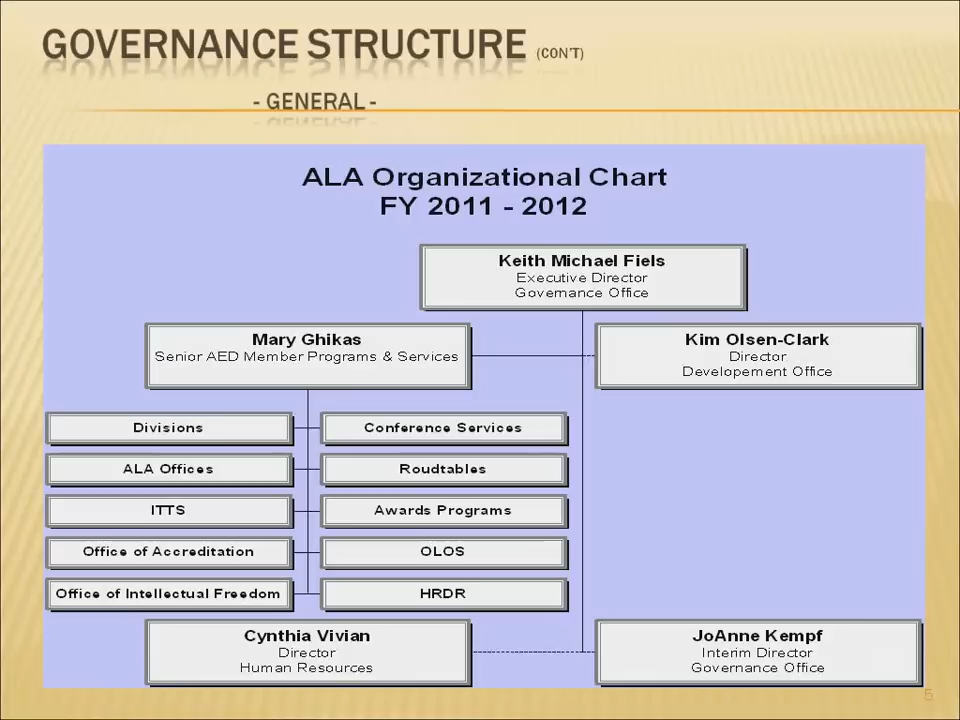 GOVERNANCE STRUCTURE (CON'T)
- GENERAL -
ALA Organizational Chart
FY 2011 - 2012
Keith Michael Fiels
Executive Director
Governance Office
Mary Ghikas
Senior AED Member Programs & Services
Kim Olsen-Clark
Director
Developement Office
Divisions
Conference Services
ALA Offices
Roudtables
ITTS
Awards Programs
Office of Accreditation
OLOS
Office of Intellectual Freedom
HRDR
Cynthia Vivian
Director
Human Resources
JoAnne Kempf
Interim Director
Governance Office
5